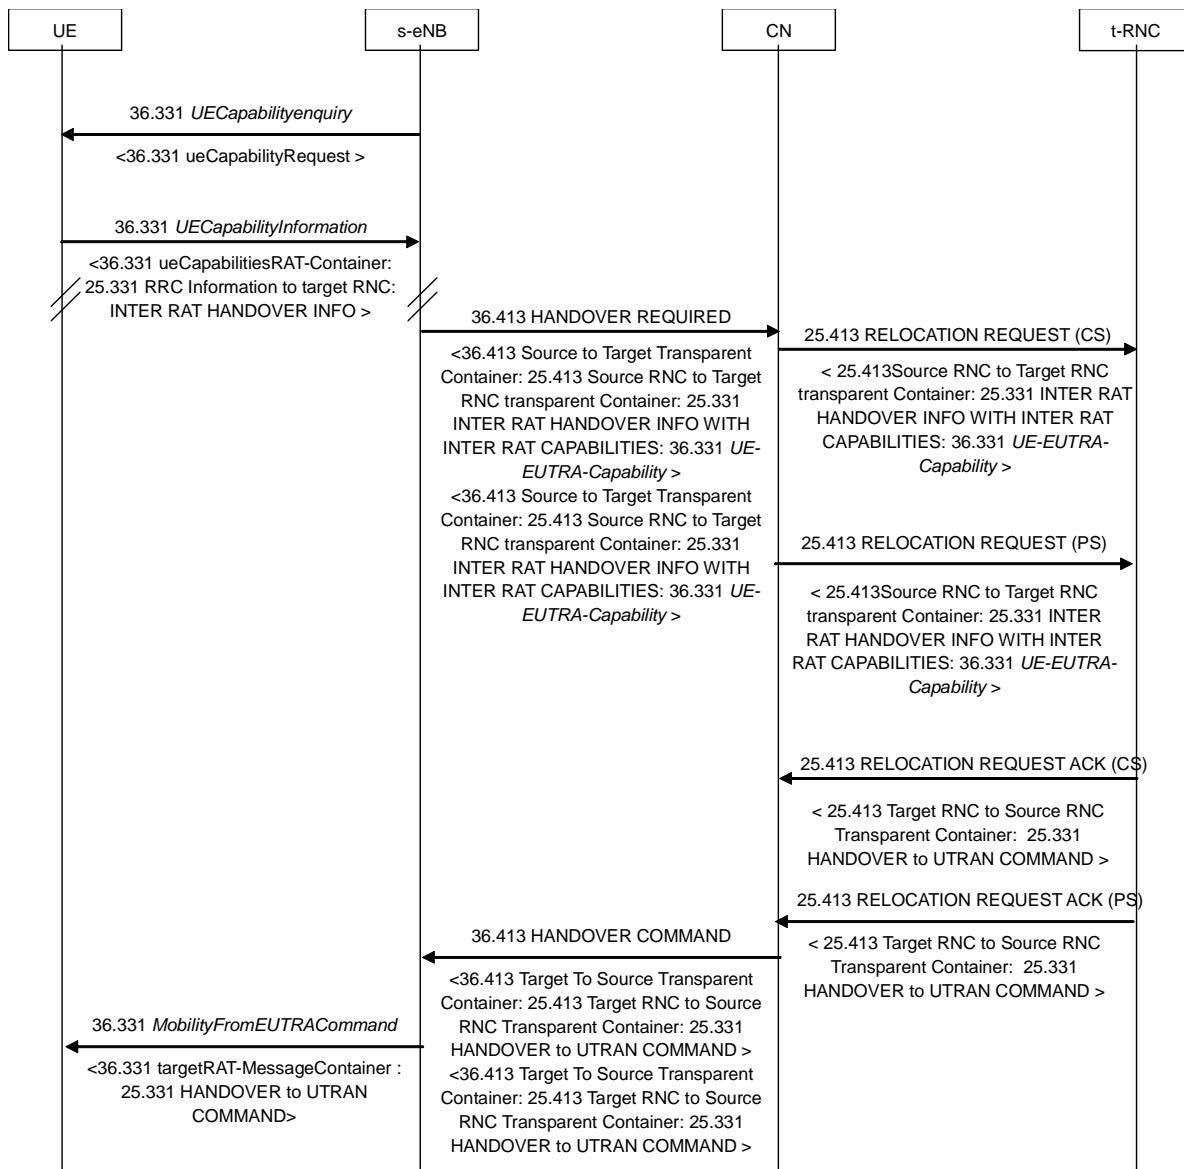 UE
s-eNB
CN
t-RNC
36.331 UECapabilityenquiry
<36.331 ueCapabilityRequest >
36.331 UECapabilityInformation
<36.331 ueCapabilitiesRAT-Container:
25.331 RRC Information to target RNC:
INTER RAT HANDOVER INFO >
36.413 HANDOVER REQUIRED
<36.413 Source to Target Transparent
Container: 25.413 Source RNC to Target
RNC transparent Container: 25.331
INTER RAT HANDOVER INFO WITH
INTER RAT CAPABILITIES: 36.331 UE-
EUTRA-Capability >
<36.413 Source to Target Transparent
Container: 25.413 Source RNC to Target
RNC transparent Container: 25.331
INTER RAT HANDOVER INFO WITH
INTER RAT CAPABILITIES: 36.331 UE-
EUTRA-Capability >
25.413 RELOCATION REQUEST (CS)
< 25.413Source RNC to Target RNC
transparent Container: 25.331 INTER RAT
HANDOVER INFO WITH INTER RAT
CAPABILITIES: 36.331 UE-EUTRA-
Capability >
25.413 RELOCATION REQUEST (PS)
< 25.413Source RNC to Target RNC
transparent Container: 25.331 INTER
RAT HANDOVER INFO WITH INTER
RAT CAPABILITIES: 36.331 UE-EUTRA-
Capability >
25.413 RELOCATION REQUEST ACK (CS)
< 25.413 Target RNC to Source RNC
Transparent Container: 25.331
HANDOVER to UTRAN COMMAND >
25.413 RELOCATION REQUEST ACK (PS)
< 25.413 Target RNC to Source RNC
Transparent Container: 25.331
HANDOVER to UTRAN COMMAND >
36.413 HANDOVER COMMAND
<36.413 Target To Source Transparent
Container: 25.413 Target RNC to Source
RNC Transparent Container: 25.331
HANDOVER to UTRAN COMMAND >
<36.413 Target To Source Transparent
Container: 25.413 Target RNC to Source
RNC Transparent Container: 25.331
HANDOVER to UTRAN COMMAND >
36.331 MobilityFromEUTRACommand
<36.331 targetRAT-MessageContainer :
25.331 HANDOVER to UTRAN
COMMAND>